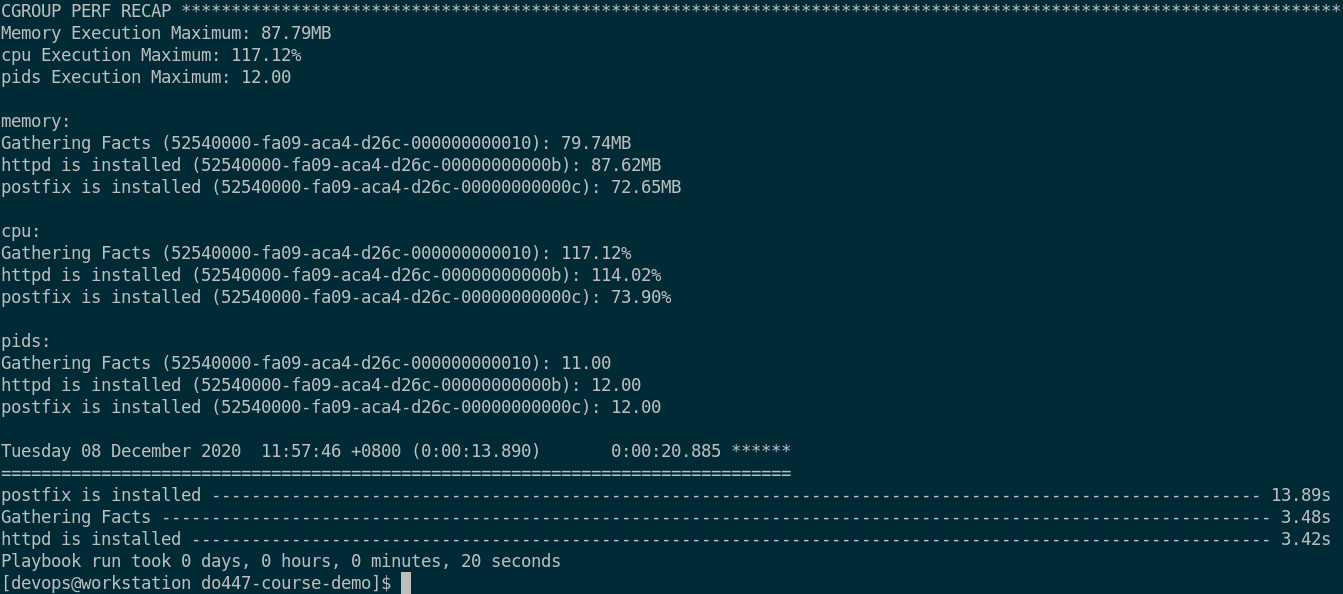 CGROUP PERF RECAP ********************************************************************************************************************
Memory Execution Maximum: 87.79MB
cpu Execution Maximum: 117.12%
pids Execution Maximum: 12.00

memory:
Gathering Facts (52540000-fa09-aca4-d26c-000000000010): 79.74MB
httpd is installed (52540000-fa09-aca4-d26c-00000000000b): 87.62MB
postfix is installed (52540000-fa09-aca4-d26c-00000000000c): 72.65MB

cpu:
Gathering Facts (52540000-fa09-aca4-d26c-000000000010): 117.12%
httpd is installed (52540000-fa09-aca4-d26c-00000000000b): 114.02%
postfix is installed (52540000-fa09-aca4-d26c-00000000000c): 73.90%

pids:
Gathering Facts (52540000-fa09-aca4-d26c-000000000010): 11.00
httpd is installed (52540000-fa09-aca4-d26c-00000000000b): 12.00
postfix is installed (52540000-fa09-aca4-d26c-00000000000c): 12.00

Tuesday 08 December 2020  11:57:46 +0800 (0:00:13.890)       0:00:20.885 ******
===============================================================================
postfix is installed --------------------------------------------------------------------------------------------------------- 13.89s
Gathering Facts --------------------------------------------------------------------------------------------------------------- 3.48s
httpd is installed ------------------------------------------------------------------------------------------------------------ 3.42s
Playbook run took 0 days, 0 hours, 0 minutes, 20 seconds
[devops@workstation do447-course-demo]$